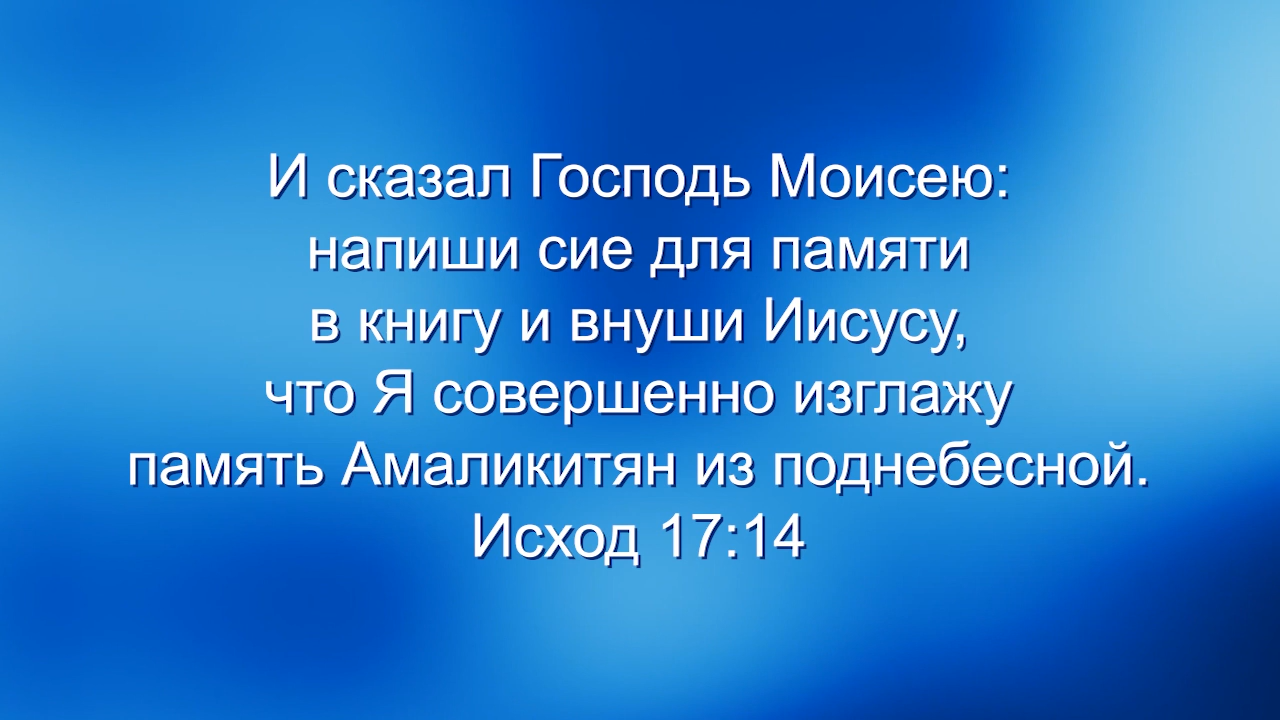 И сказал Господь Моисею:
напиши сие для памяти
в книгу и внуши Иисусу,
что Я совершенно изглажу
память Амаликитян из поднебесной.
Исход 17:14